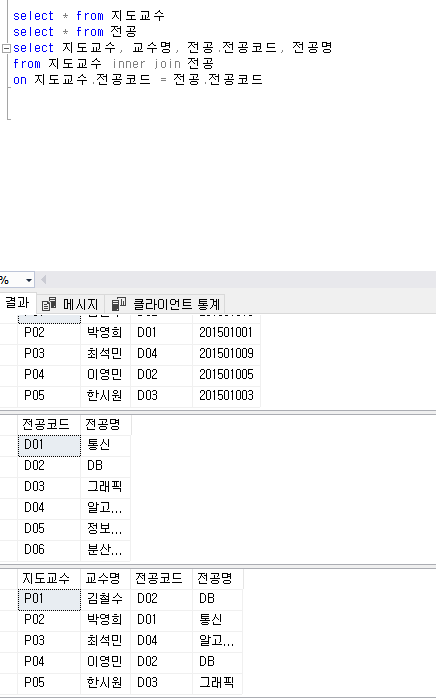 select * from 지도교수
select * from 전공
select 지도교수, 교수명, 전공.전공코드, 전공명
from 지도교수 inner join 전공
on 지도교수.전공코드 = 전공.전공코드
%
결과 메시지 클라이언트 통계
P02 박영희 D01 201501001
P03 최석민 D04 201501009
P04 이영민 D02 201501005
P05 한시원 D03 201501003
전공코드 전공명
D01 통신
D02 DB
D03 그래픽
D04 알고...
D05 정보...
D06 분산...
지도교수 교수명 전공코드 전공명
P01 김철수 D02 DB
P02 박영희 D01 통신
P03 최석민 D04 알고...
P04 이영민 D02 DB
P05 한시원 D03 그래픽